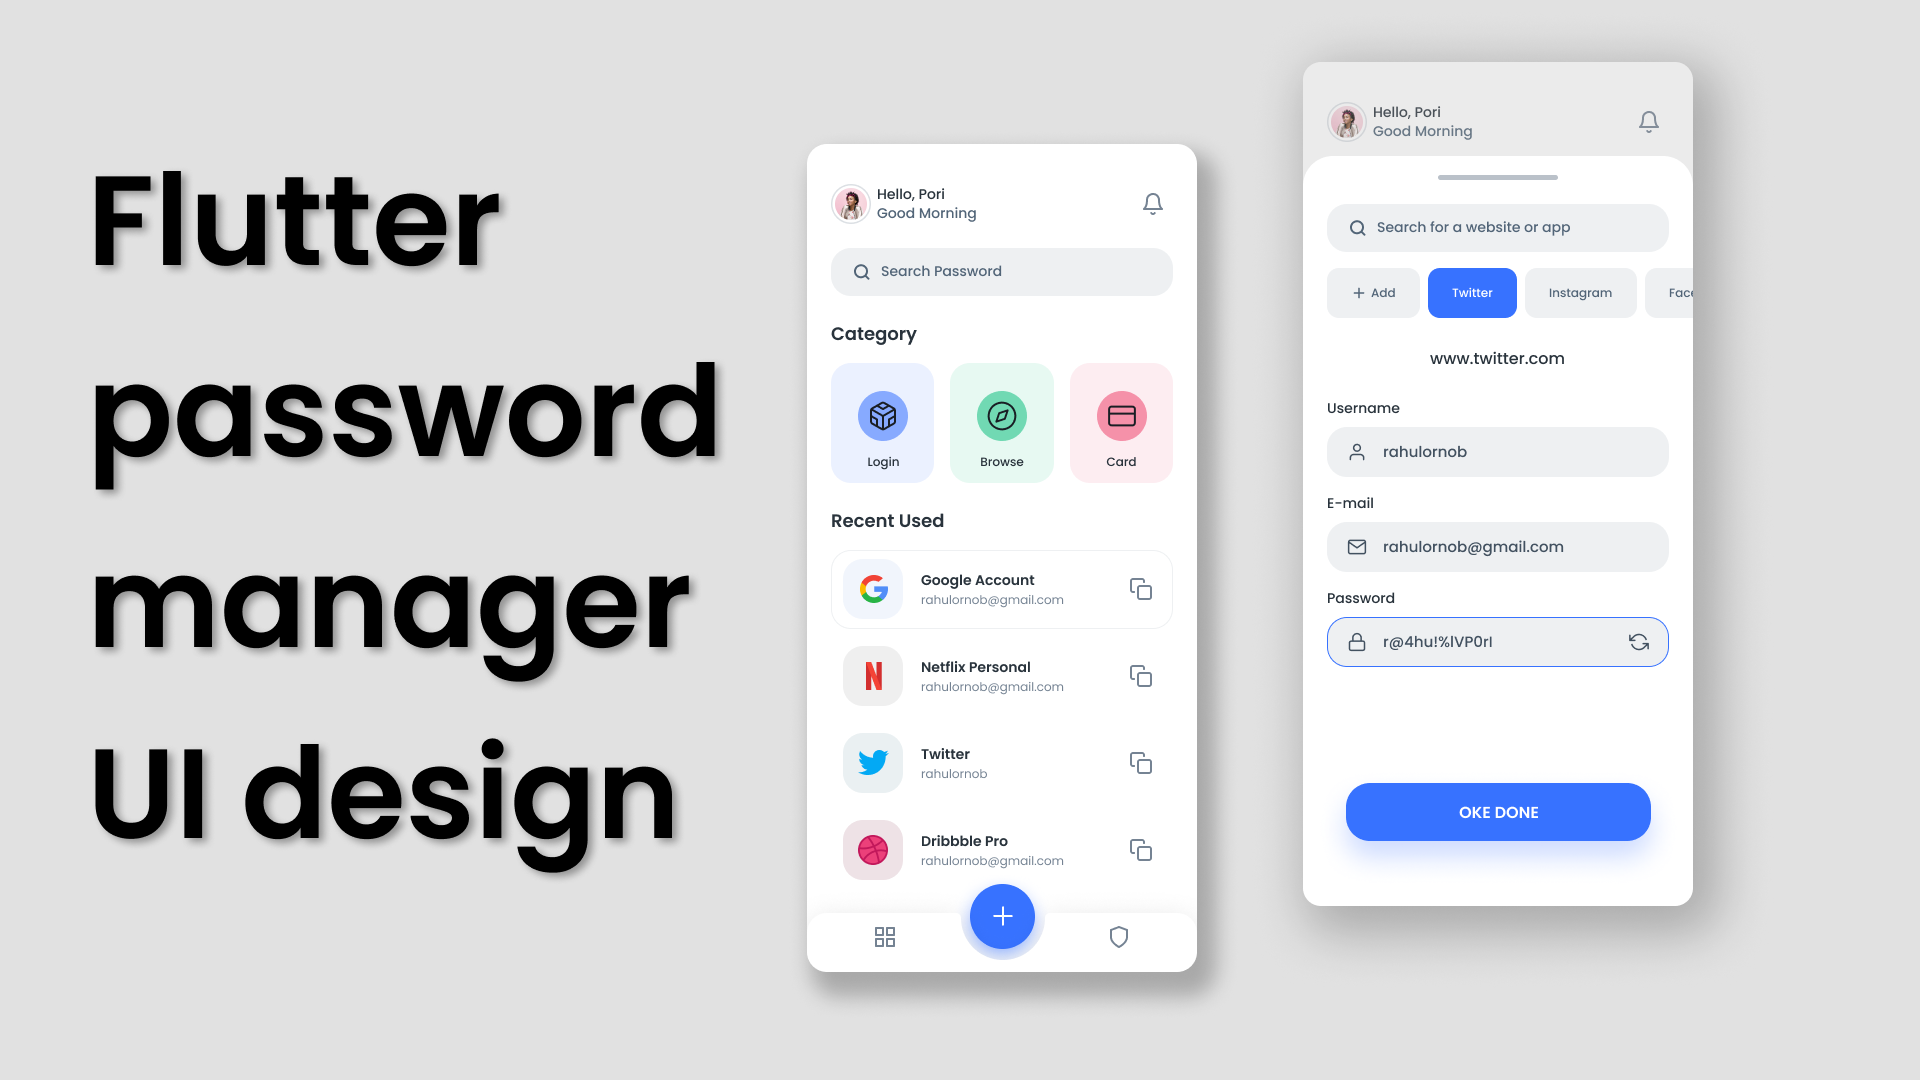 Flutter
password
manager
UI design
Hello, Pori
Good Morning
Search Password
Category
Login
Browse
Card
Recent Used
Google Account
rahulornob@gmail.com
Netflix Personal
rahulornob@gmail.com
Twitter
rahulornob
Dribbble Pro
rahulornob@gmail.com
Hello, Pori
Good Morning
Search for a website or app
Add
Twitter
Instagram
Face
www.twitter.com
Username
rahulornob
E-mail
rahulornob@gmail.com
Password
r@4hu!%lVP0rI
OKE DONE